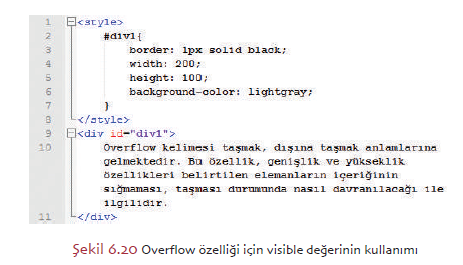 1 <style>
2 #div1{
3 border: 1px solid black;
4 width: 200;
5 height: 100;
6 background-color: lightgray;
7 }
8 </style>
9 <div id="div1">
10 Overflow kelimesi taşmak, dışına taşmak anlamlarına
gelmektedir. Bu özellik, genişlik ve yükseklik
özellikleri belirtilen elemanların içeriğinin
sığmaması, taşması durumunda nasıl davranılacağı ile
ilgilidir.
11 </div>
Şekil 6.20 Overflow özelliği için visible değerinin kullanımı